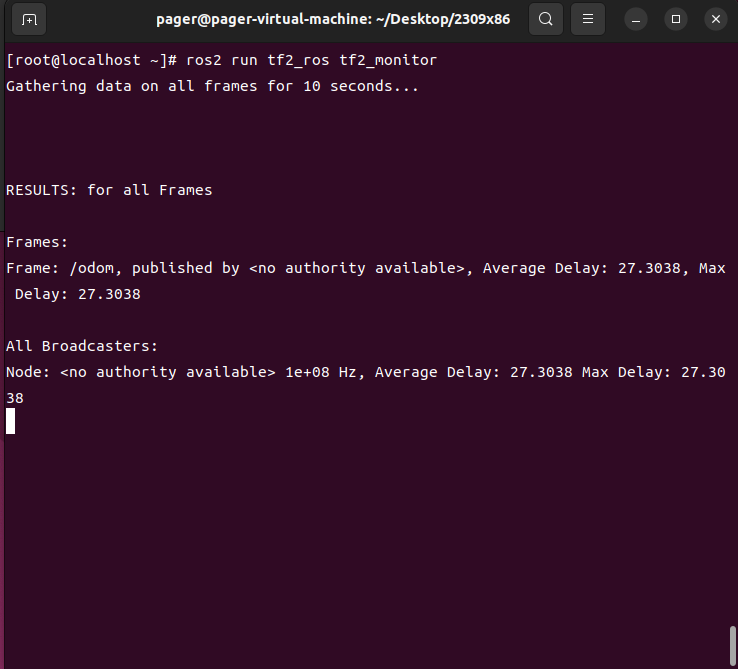 pager@pager-virtual-machine: ~/Desktop/2309x86
[root@localhost ~]# ros2 run tf2_ros tf2_monitor
Gathering data on all frames for 10 seconds...
RESULTS: for all Frames
Frames:
Frame: /odom, published by <no authority available>, Average Delay: 27.3038, Max
 Delay: 27.3038
All Broadcasters:
Node: <no authority available> 1e+08 Hz, Average Delay: 27.3038 Max Delay: 27.30
38